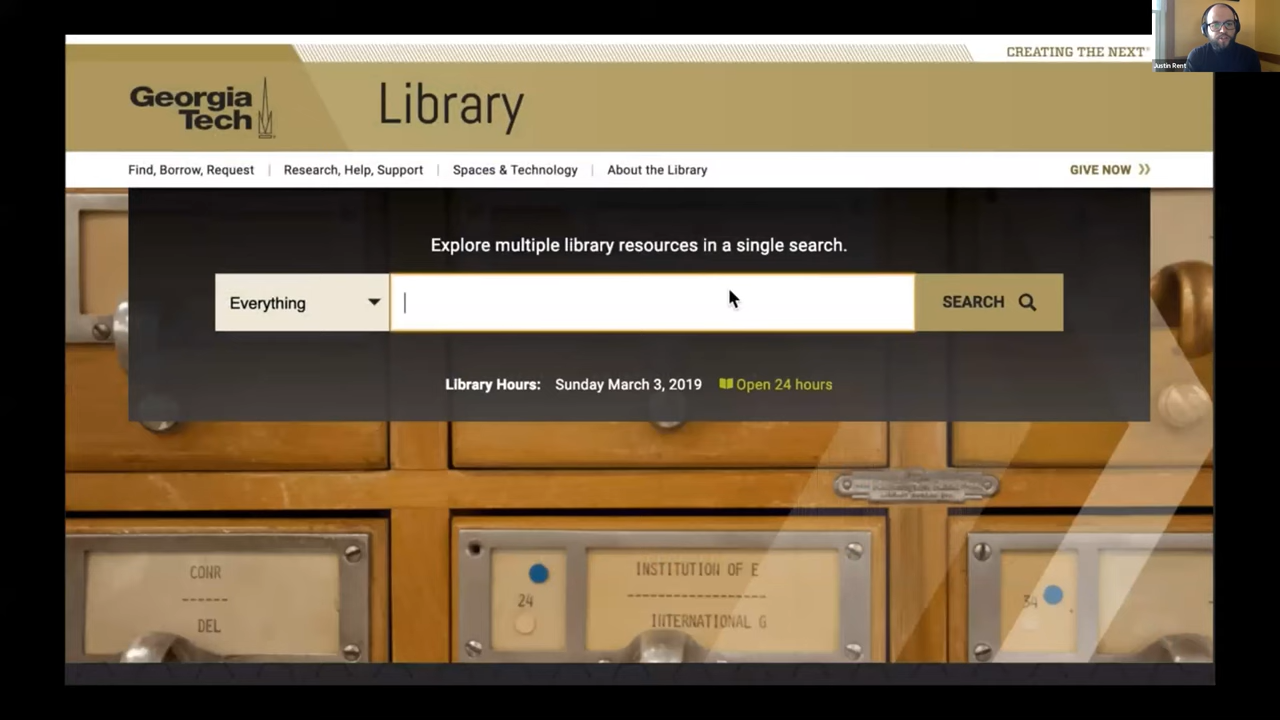 CREATING THE NEXT
Justin Rent
Georgia
Tech
Library
Find, Borrow, Request
Research, Help, Support
Spaces & Technology
About the Library
GIVE NOW
Explore multiple library resources in a single search.
Everything
SEARCH
Library Hours: Sunday March 3, 2019 Open 24 hours
CONR
------
DEL
24
INSTITUTION OF E
------------------
INTERNATIONAL G
34